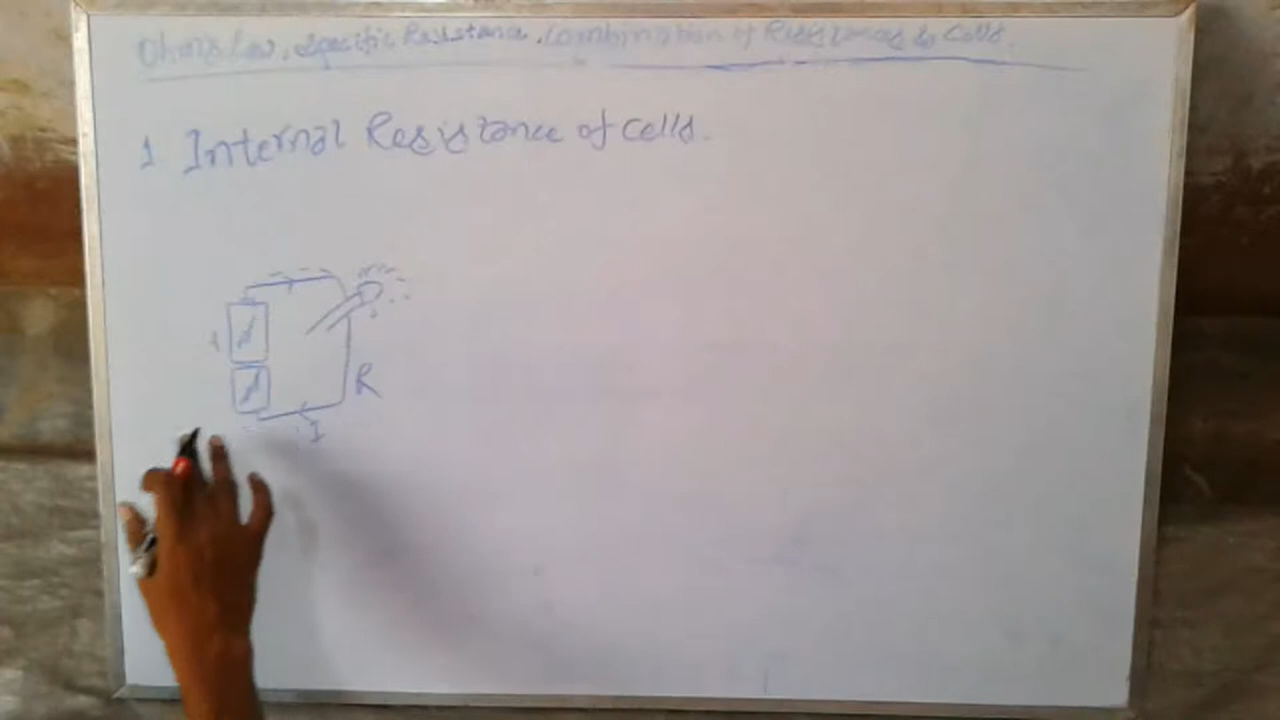 Ohms Law, Specific Resistance, Combination of Resistances & Cells.
1 Internal Resistance of Cells.
R
I